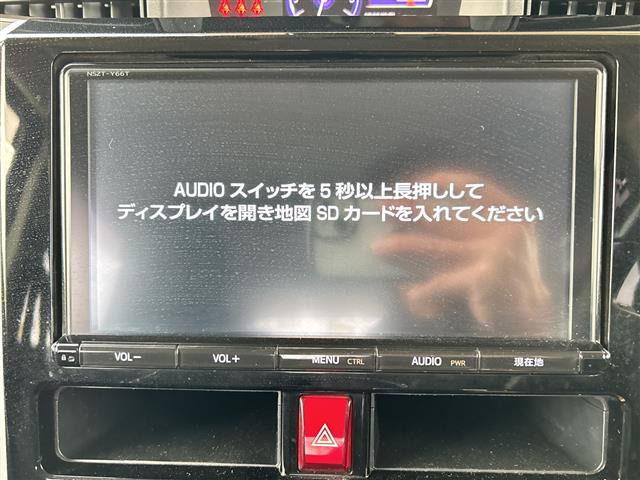 NSZT-Y66T
AUDIO スイッチを 5 秒以上長押しして
ディスプレイを開き地図 SD カードを入れてください
VOL− VOL+ MENU CTRL AUDIO PWR 現在地